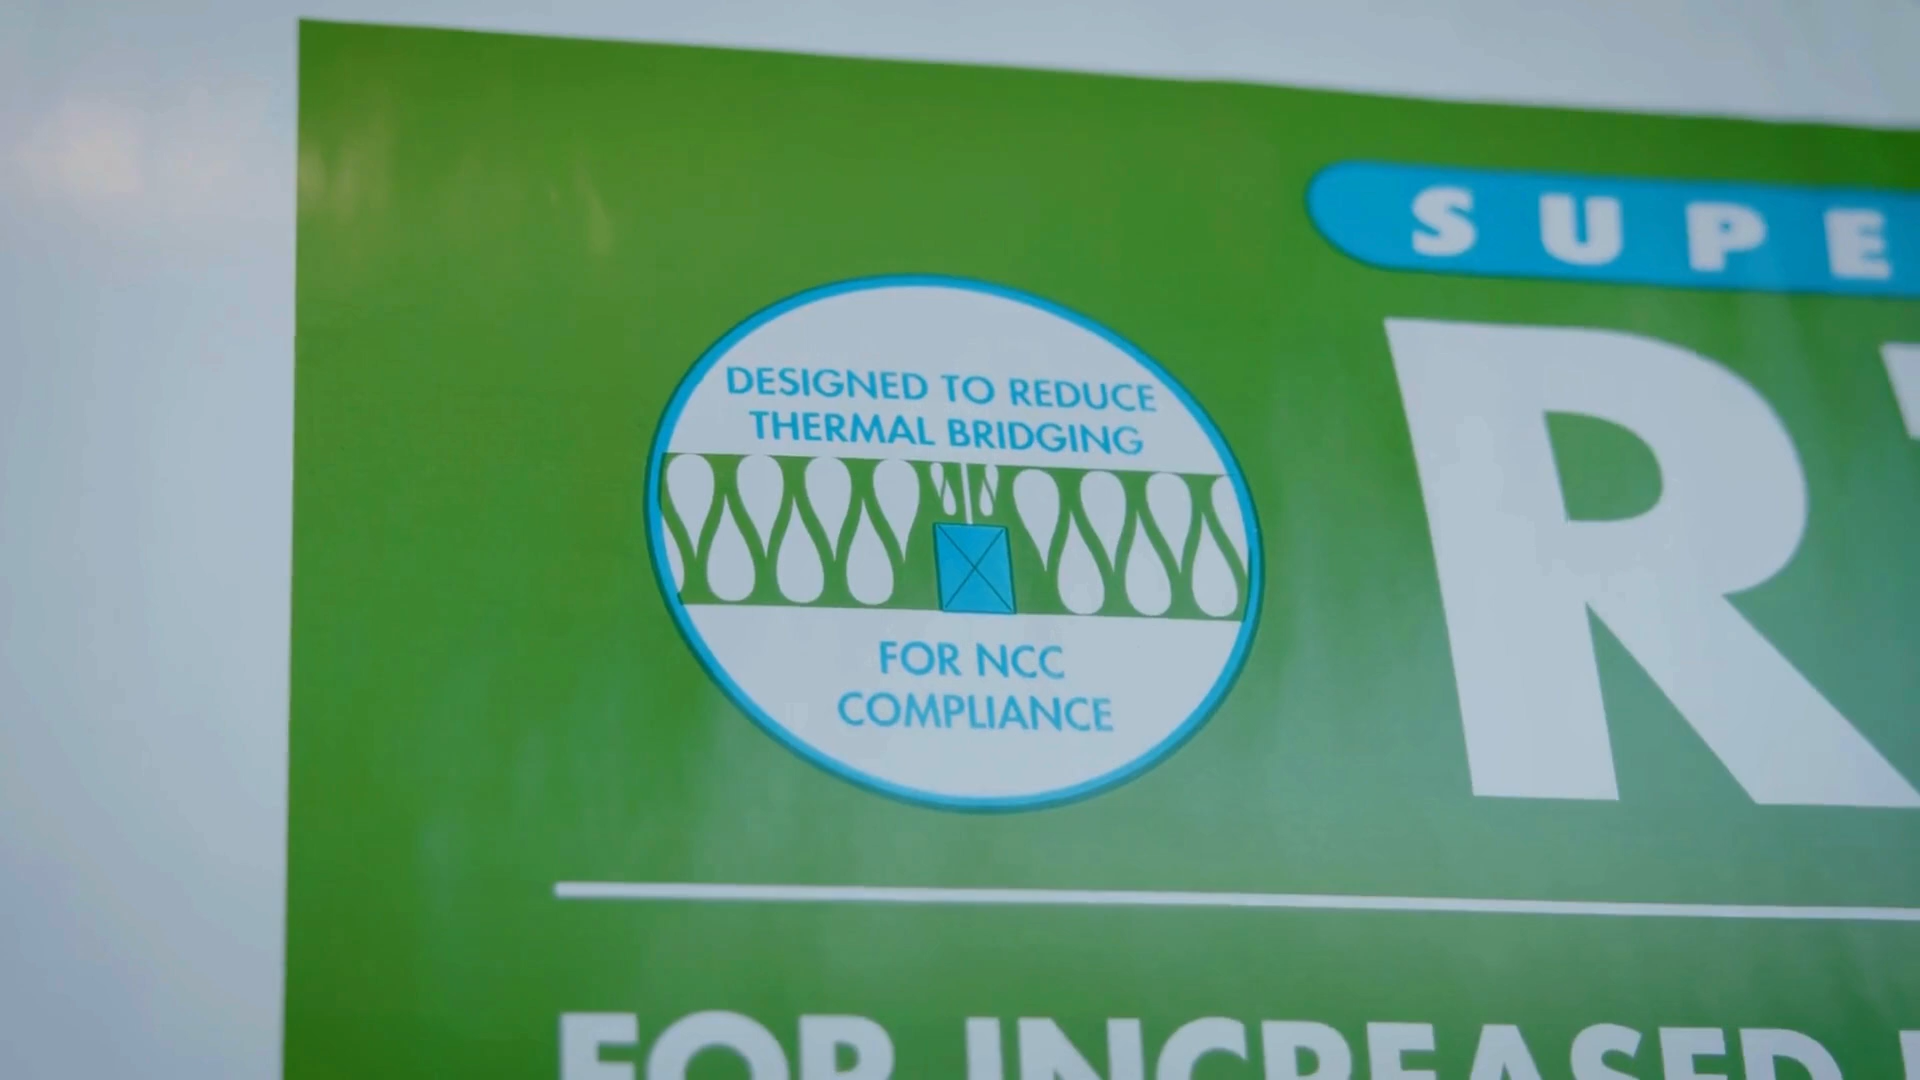 SUPE
R
DESIGNED TO REDUCE
THERMAL BRIDGING
FOR NCC
COMPLIANCE
FOR INCREASED